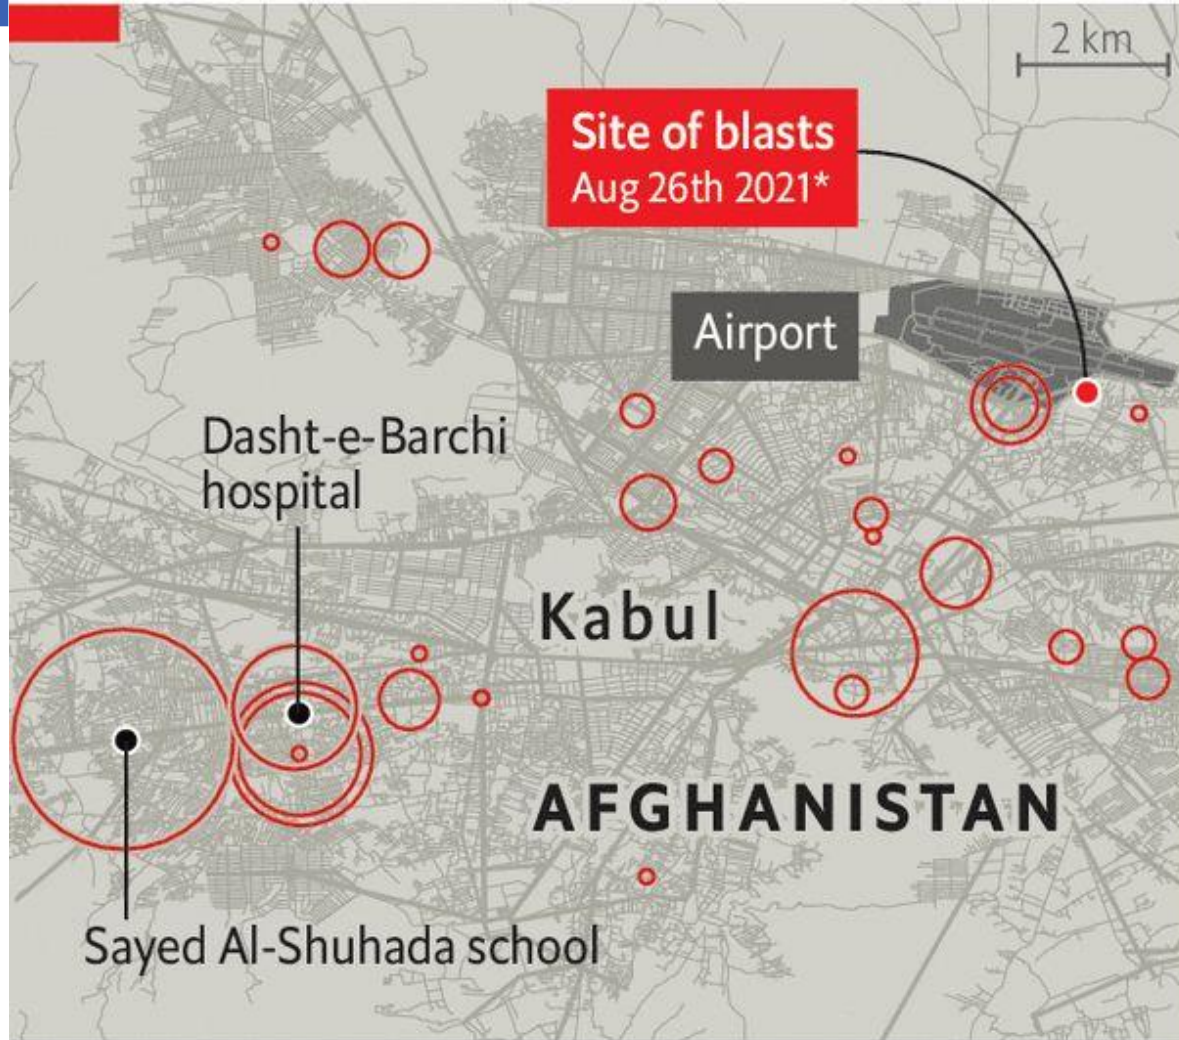 2 km
Site of blasts
Aug 26th 2021*
Airport
Dasht-e-Barchi
hospital
Kabul
AFGHANISTAN
Sayed Al-Shuhada school